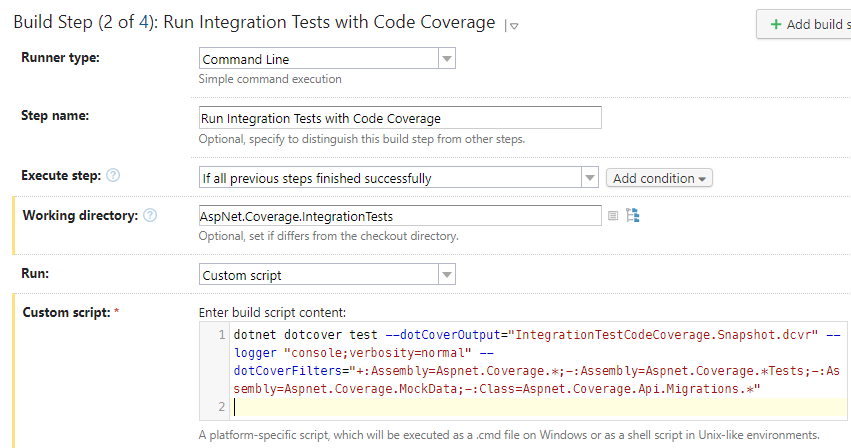 Build Step (2 of 4): Run Integration Tests with Code Coverage
+ Add build s
Runner type:
Command Line
Simple command execution
Step name:
Run Integration Tests with Code Coverage
Optional, specify to distinguish this build step from other steps.
Execute step:
If all previous steps finished successfully
Add condition
Working directory:
AspNet.Coverage.IntegrationTests
Optional, set if differs from the checkout directory.
Run:
Custom script
Custom script: *
Enter build script content:
1 dotnet dotcover test --dotCoverOutput="IntegrationTestCodeCoverage.Snapshot.dcvr" --
logger "console;verbosity=normal" --
dotCoverFilters="+:Assembly=Aspnet.Coverage.*;-:Assembly=Aspnet.Coverage.*Tests;-:As
sembly=Aspnet.Coverage.MockData;-:Class=Aspnet.Coverage.Api.Migrations.*"
2
A platform-specific script, which will be executed as a .cmd file on Windows or as a shell script in Unix-like environments.